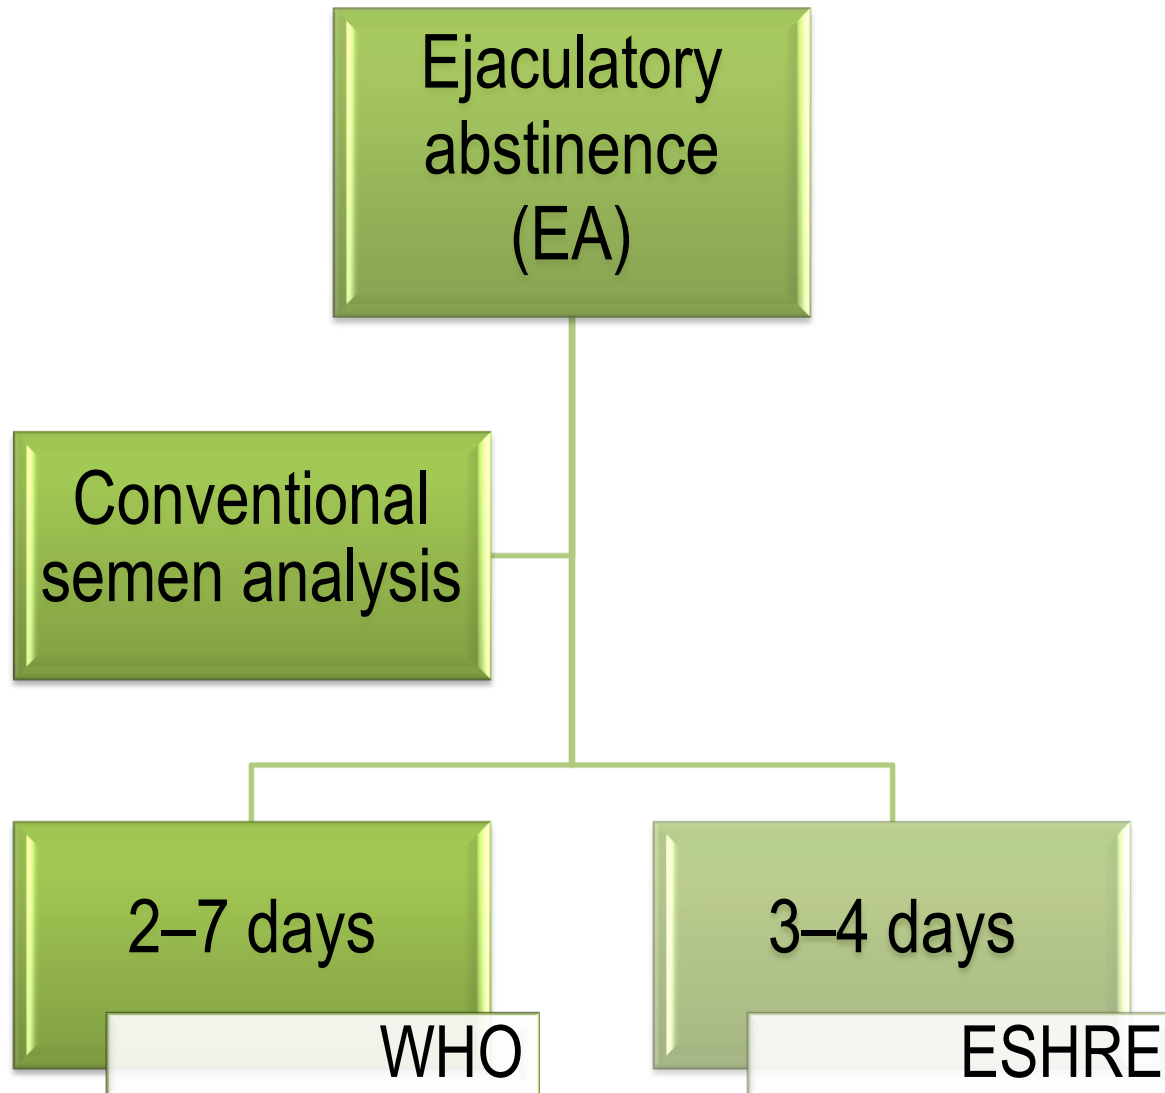 Ejaculatory
abstinence
(EA)
Conventional
semen analysis
2–7 days
WHO
3–4 days
ESHRE